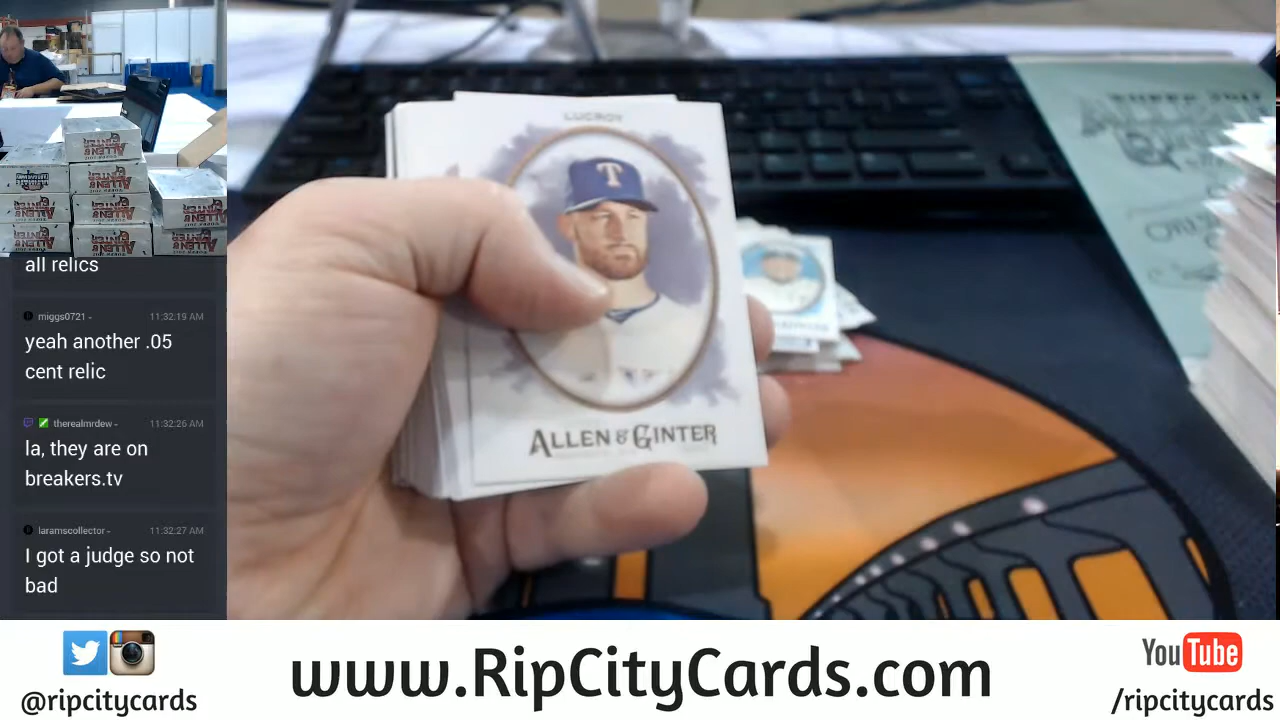 all relics
miggs0721 - 11:32:19 AM
yeah another .05
cent relic
therealmrdew - 11:32:26 AM
la, they are on
breakers.tv
laramscollector - 11:32:27 AM
I got a judge so not
bad
LUCROY
T
ALLEN & GINTER
@ripcitycards
www.RipCityCards.com
YouTube
/ripcitycards